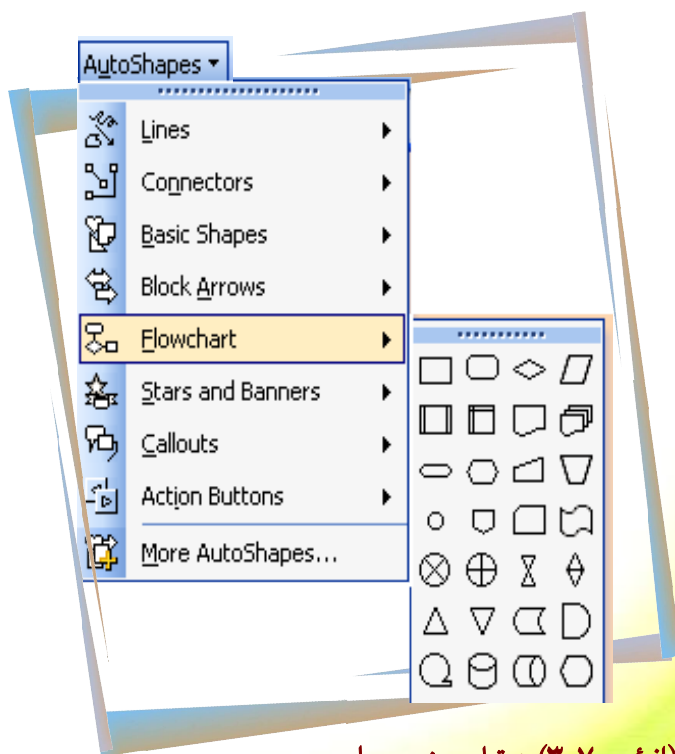 AutoShapes
Lines
Connectors
Basic Shapes
Block Arrows
Flowchart
Stars and Banners
Callouts
Action Buttons
More AutoShapes...